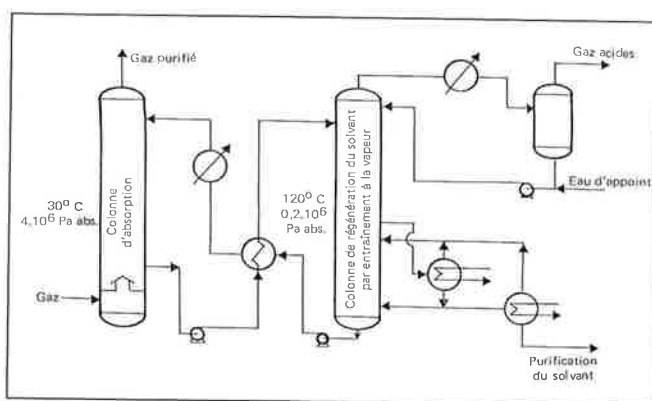 Gaz purifié
Gaz acides
30° C
4,10⁶ Pa abs.
Colonne
d'absorption
Gaz
120° C
0,2,10⁶
Pa abs.
Colonne de régénération du solvant
par entraînement à la vapeur
Eau d'appoint
Purification
du solvant